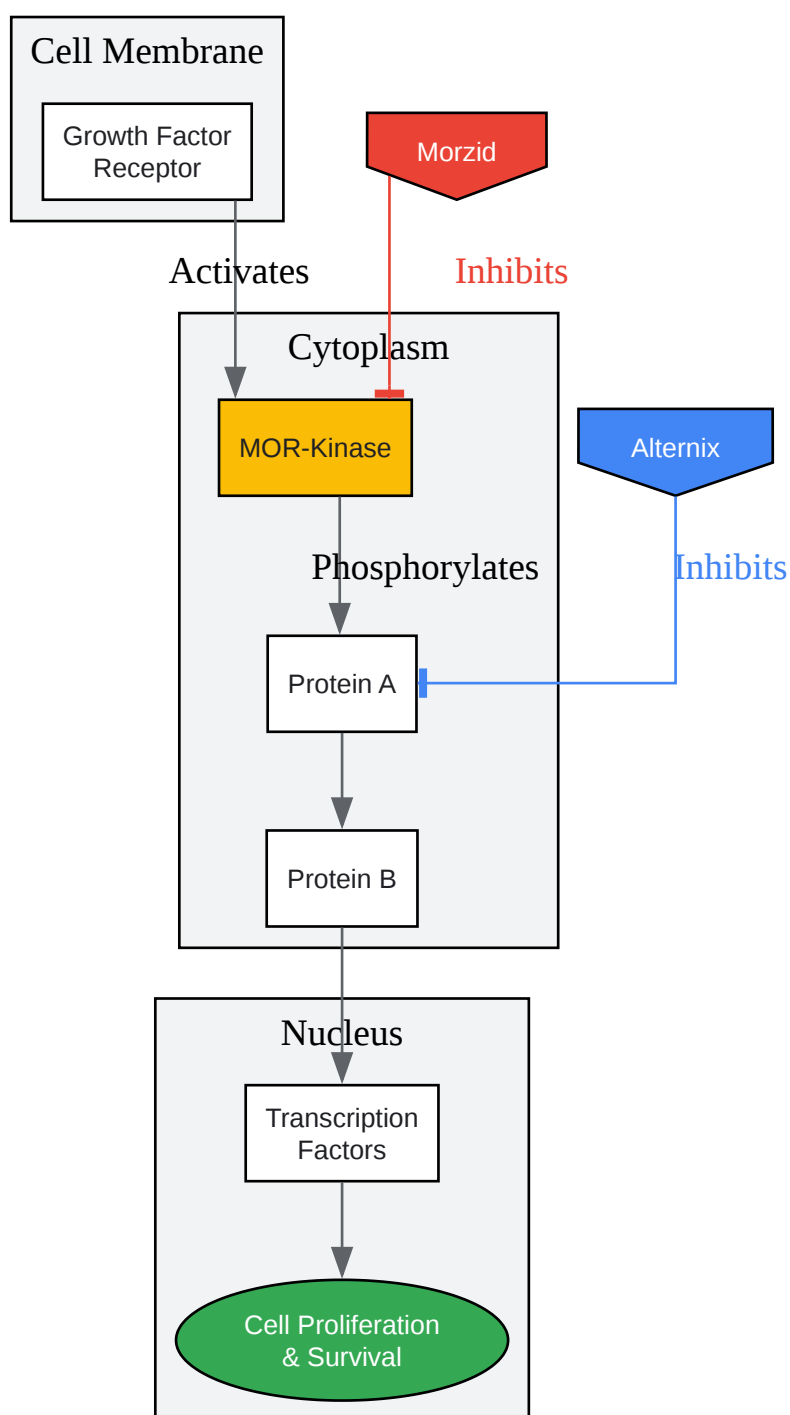 Cell Membrane
Growth Factor
Receptor
Morzid
Activates
Inhibits
Cytoplasm
MOR-Kinase
Alternix
Phosphorylates
Inhibits
Protein A
Protein B
Nucleus
Transcription
Factors
Cell Proliferation
& Survival